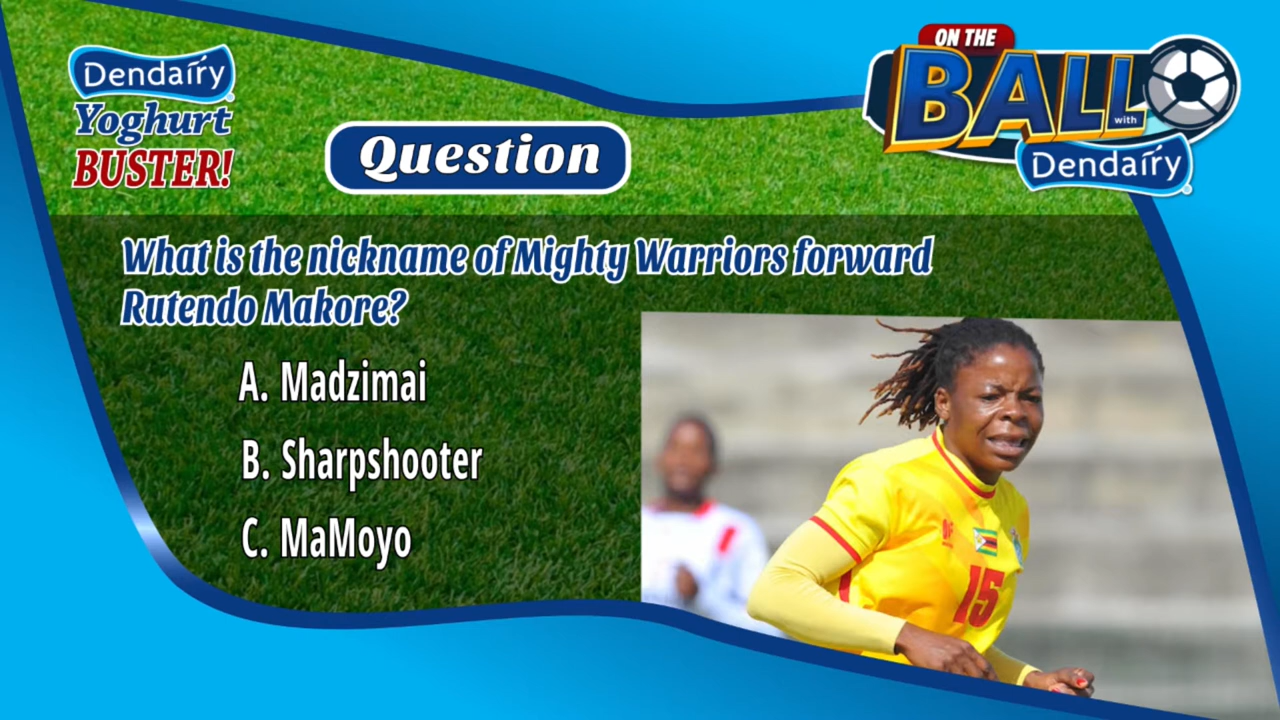 Dendairy
Yoghurt
BUSTER!
ON THE
BALL
with
Dendairy
Question
What is the nickname of Mighty Warriors forward
Rutendo Makore?
A. Madzimai
B. Sharpshooter
C. MaMoyo
15